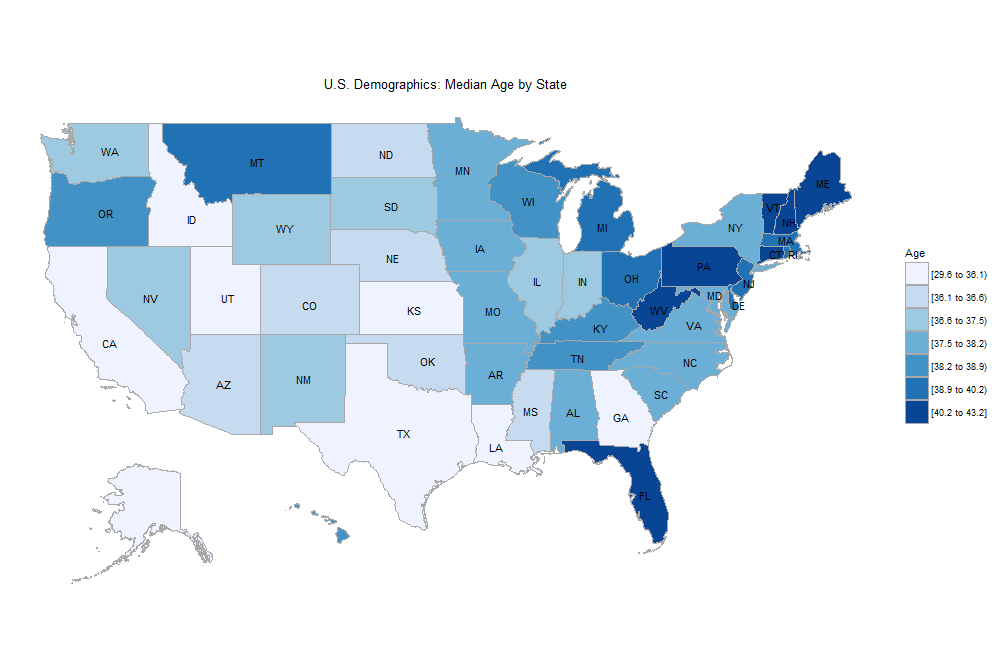 U.S. Demographics: Median Age by State
WA
MT
ND
MN
ME
OR
ID
SD
WI
VT
NH
WY
MI
NY
MA
IA
CT
RI
NE
PA
NV
UT
CO
IL
IN
OH
NJ
MD
DE
KS
MO
WV
CA
KY
VA
AZ
NM
OK
AR
TN
NC
SC
TX
LA
MS
AL
GA
FL
Age
[29.6 to 36.1)
[36.1 to 36.6)
[36.6 to 37.5)
[37.5 to 38.2)
[38.2 to 38.9)
[38.9 to 40.2)
[40.2 to 43.2]